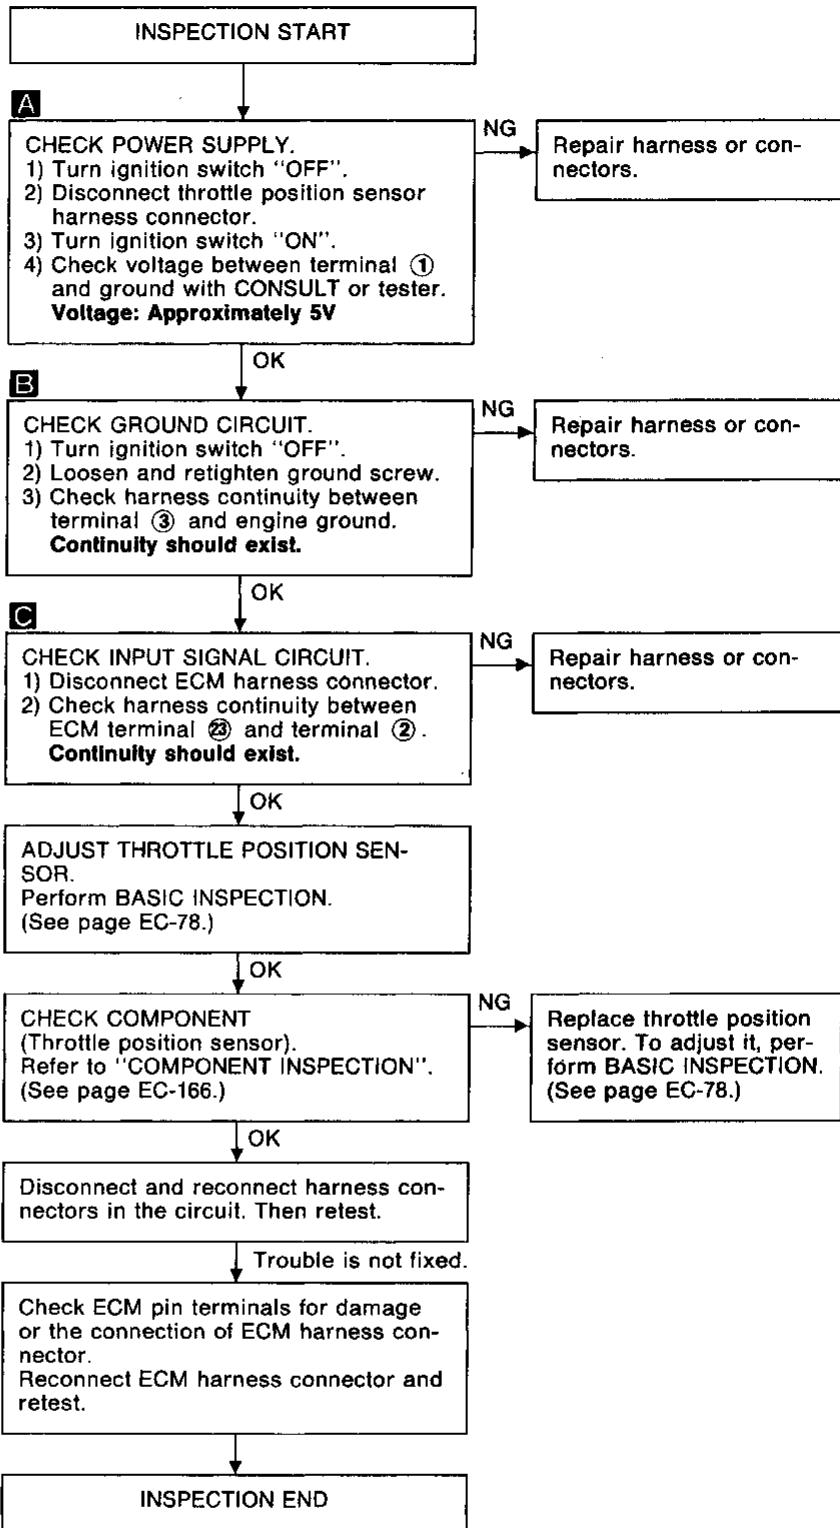 INSPECTION START
A
CHECK POWER SUPPLY.
1) Turn ignition switch "OFF".
2) Disconnect throttle position sensor
harness connector.
3) Turn ignition switch "ON".
4) Check voltage between terminal ①
and ground with CONSULT or tester.
Voltage: Approximately 5V
NG
Repair harness or con-
nectors.
OK
B
CHECK GROUND CIRCUIT.
1) Turn ignition switch "OFF".
2) Loosen and retighten ground screw.
3) Check harness continuity between
terminal ③ and engine ground.
Continuity should exist.
NG
Repair harness or con-
nectors.
OK
C
CHECK INPUT SIGNAL CIRCUIT.
1) Disconnect ECM harness connector.
2) Check harness continuity between
ECM terminal ㉓ and terminal ②.
Continuity should exist.
NG
Repair harness or con-
nectors.
OK
ADJUST THROTTLE POSITION SEN-
SOR.
Perform BASIC INSPECTION.
(See page EC-78.)
OK
CHECK COMPONENT
(Throttle position sensor).
Refer to "COMPONENT INSPECTION".
(See page EC-166.)
NG
Replace throttle position
sensor. To adjust it, per-
form BASIC INSPECTION.
(See page EC-78.)
OK
Disconnect and reconnect harness con-
nectors in the circuit. Then retest.
Trouble is not fixed.
Check ECM pin terminals for damage
or the connection of ECM harness con-
nector.
Reconnect ECM harness connector and
retest.
INSPECTION END